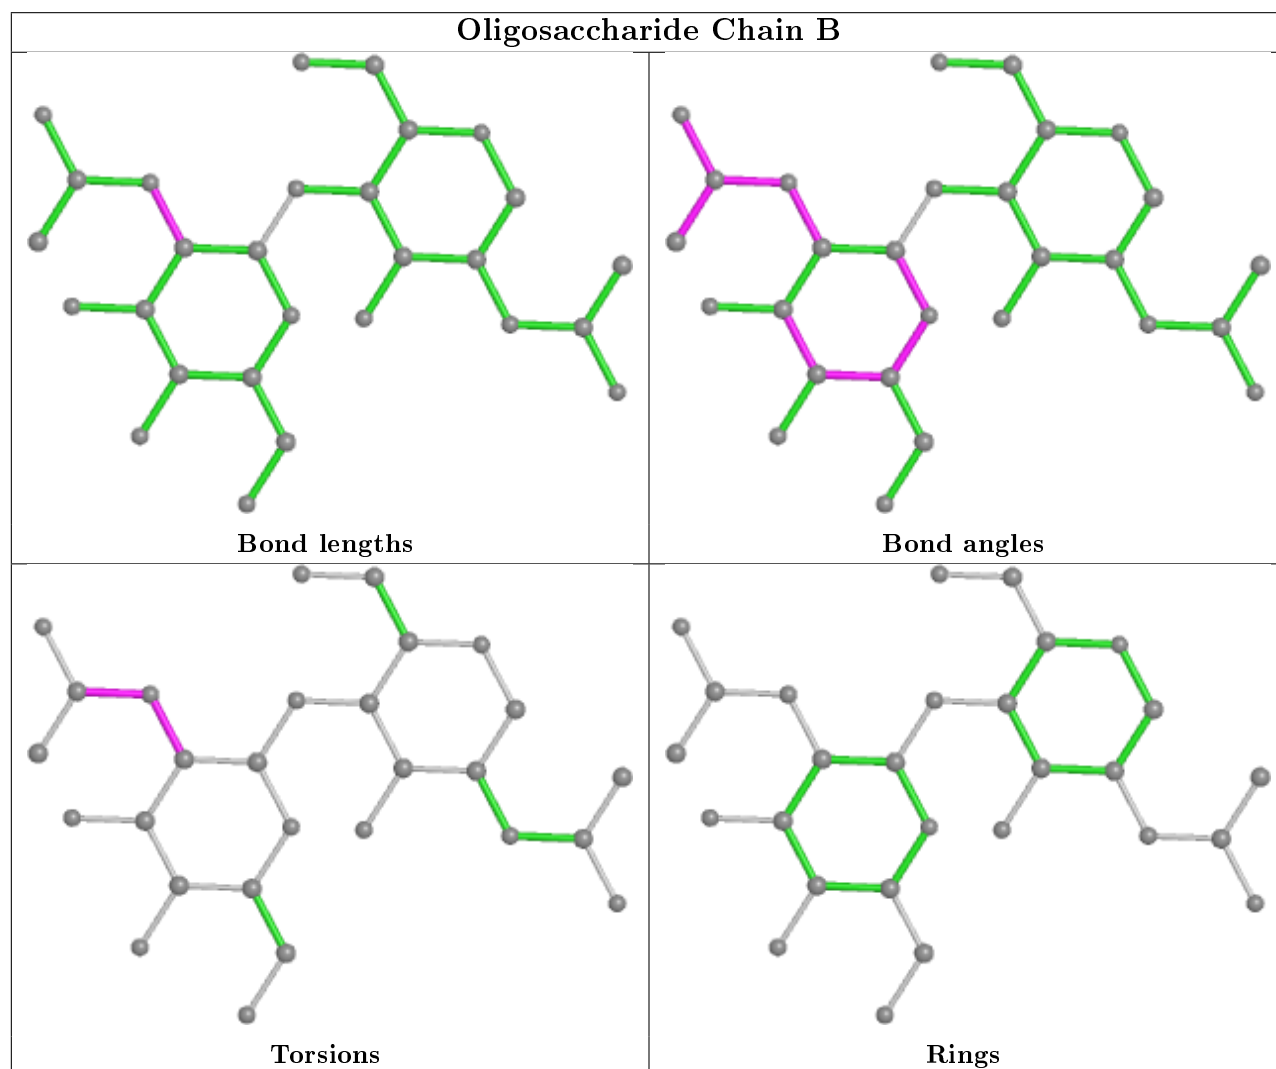 Oligosaccharide Chain B
Bond lengths
Bond angles
Torsions
Rings